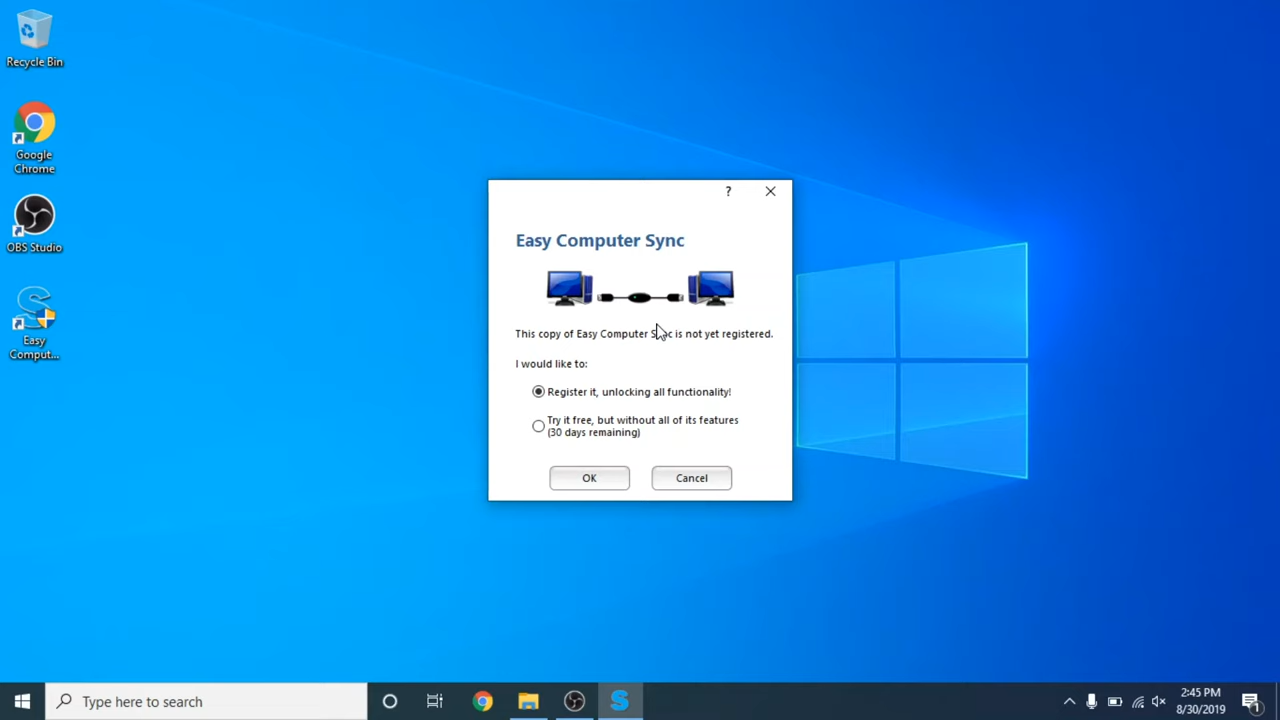 Recycle Bin
Google
Chrome
OBS Studio
Easy
Comput...
?
Easy Computer Sync
This copy of Easy Computer Sync is not yet registered.
I would like to:
Register it, unlocking all functionality!
Try it free, but without all of its features
(30 days remaining)
OK
Cancel
Type here to search
S
2:45 PM
8/30/2019
1